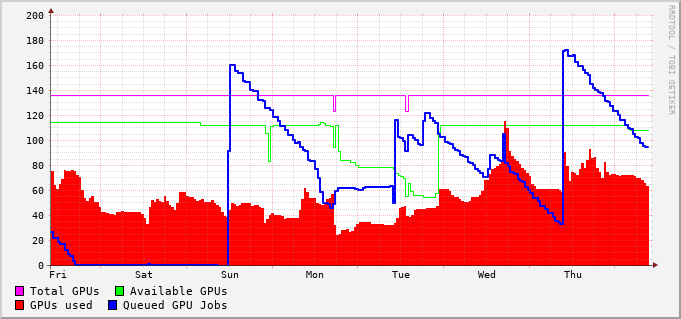 200
180
160
140
120
100
80
60
40
20
0
Fri Sat Sun Mon Tue Wed Thu
Total GPUs Available GPUs
GPUs used Queued GPU Jobs
RRDTOOL / TOBI OETIKER